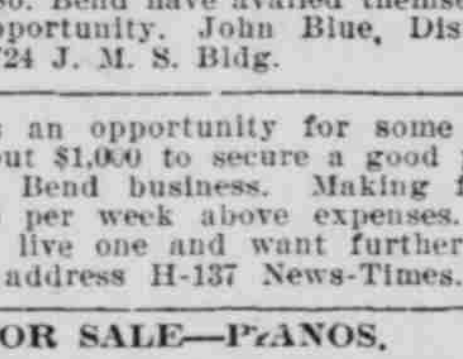 so. Bend have availed themse
pportunity. John Blue, Dis
724 J. M. S. Bldg.
s an opportunity for some
out $1,000 to secure a good
Bend business. Making f
per week above expenses.
live one and want further
address H-137 News-Times.
OR SALE—PIANOS.